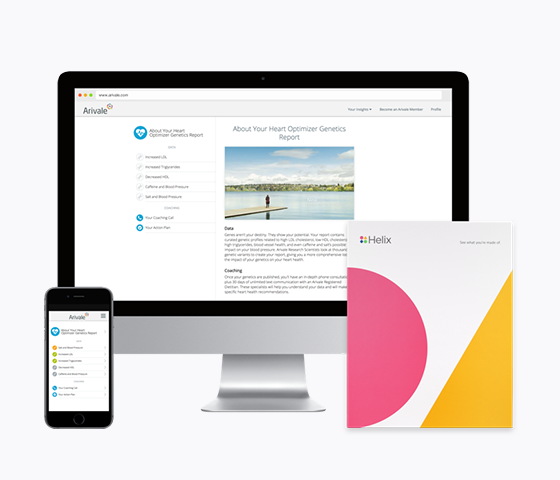 www.arivale.com
Arivale
Your Insights
Become an Arivale Member
Profile
About Your Heart
Optimizer Genetics Report
DATA
Increased LDL
Increased Triglyceride
Decreased HDL
Caffeine and Blood Pressure
Salt and Blood Pressure
COACHING
Your Coaching Call
Your Action Plan
About Your Heart Optimizer Genetics
Report
Data
Genes aren't your destiny. They show your potential. Your report contains
curated genetic profiles related to high LDL cholesterol, low HDL cholesterol,
high triglycerides, blood vessel health, and even caffeine and salt's possible
impact on your blood pressure. Arivale Research Scientists look at thousands
genetic variants to create your report, giving you a more comprehensive
the impact of your genetics on your heart health.
Coaching
Once your genetics are published, you'll have an in-depth phone consultation
plus 30 days of unlimited text communication with an Arivale Registered
Dietitian. These specialists will help you understand your data and will make
specific heart health recommendations.
Helix
See what you're made of.
Arivale
About Your Heart
Optimizer Genetics Report
DATA
Salt and Blood Pressure
Increased LDL
Increased Triglyceride
Decreased HDL
Caffeine and Blood Pressure
COACHING
Your Coaching Call
Your Action Plan